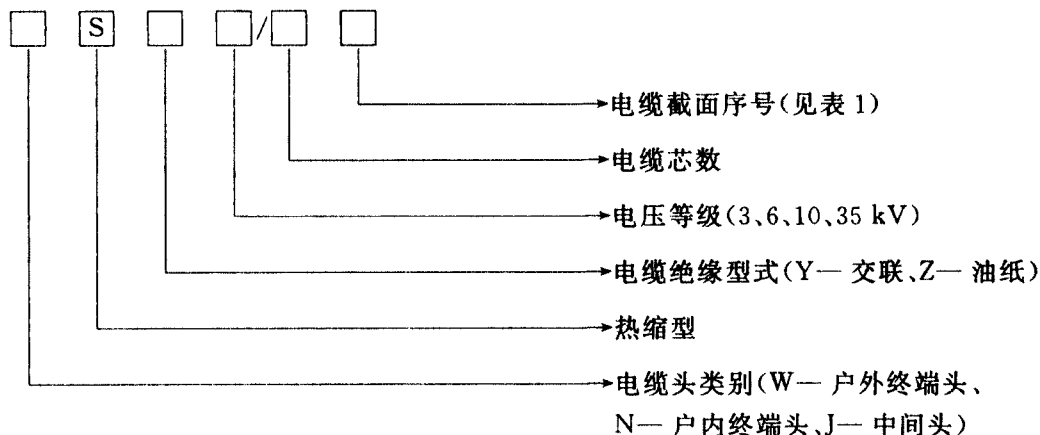 S /
电缆截面序号(见表 1)
电缆芯数
电压等级(3、6、10、35 kV)
电缆绝缘型式(Y— 交联、Z— 油纸)
热缩型
电缆头类别(W— 户外终端头、
N— 户内终端头、J— 中间头)